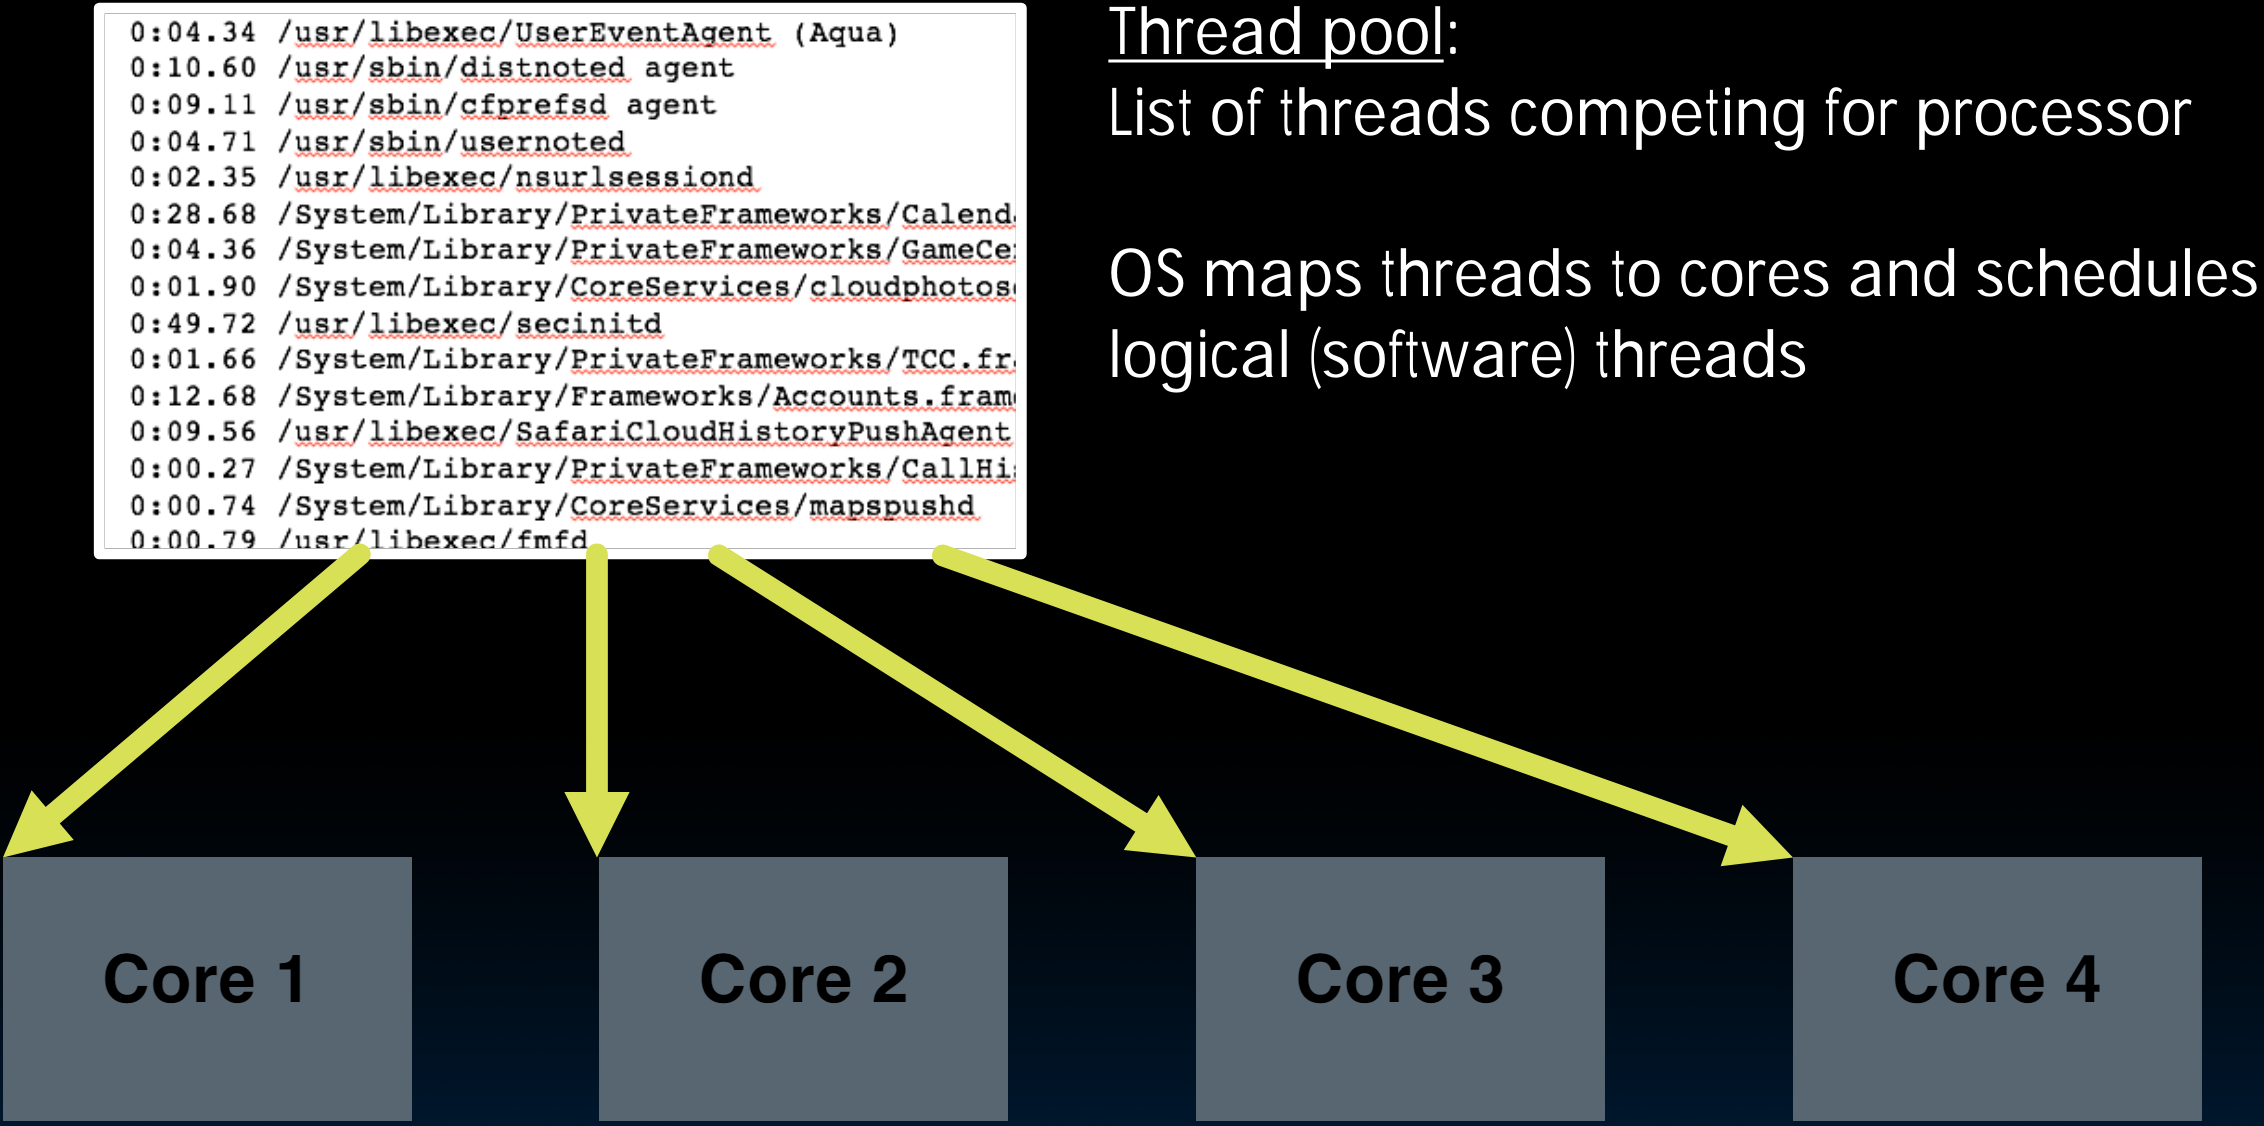 0:04.34 /usr/libexec/UserEventAgent (Aqua)
0:10.60 /usr/sbin/distnoted agent
0:09.11 /usr/sbin/cfprefsd agent
0:04.71 /usr/sbin/usernoted
0:02.35 /usr/libexec/nsurlsessiond
0:28.68 /System/Library/PrivateFrameworks/Calend
0:04.36 /System/Library/PrivateFrameworks/GameCe
0:01.90 /System/Library/CoreServices/cloudphotos
0:49.72 /usr/libexec/secinitd
0:01.66 /System/Library/PrivateFrameworks/TCC.fr
0:12.68 /System/Library/Frameworks/Accounts.fram
0:09.56 /usr/libexec/SafariCloudHistoryPushAgent
0:00.27 /System/Library/PrivateFrameworks/CallHi
0:00.74 /System/Library/CoreServices/mapspushd
0:00.79 /usr/libexec/fmfd
Thread pool:
List of threads competing for processor
OS maps threads to cores and schedules
logical (software) threads
Core 1
Core 2
Core 3
Core 4